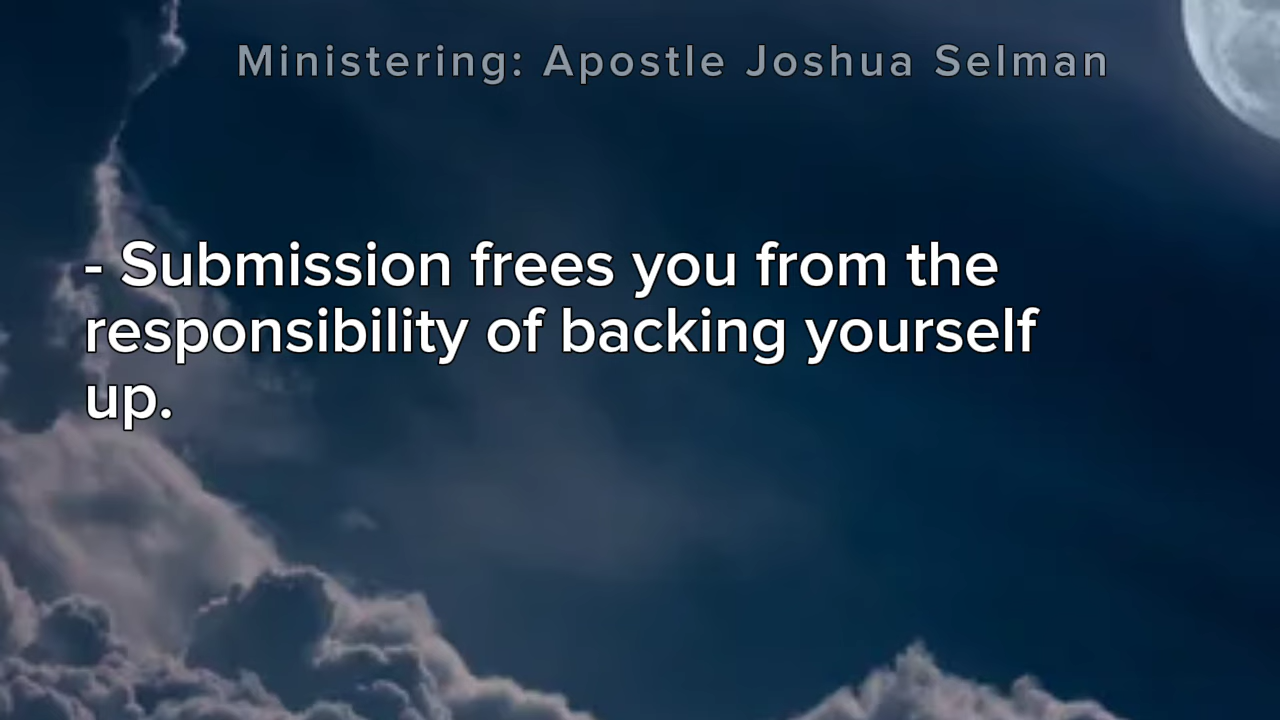 Ministering: Apostle Joshua Selman
- Submission frees you from the
responsibility of backing yourself
up.